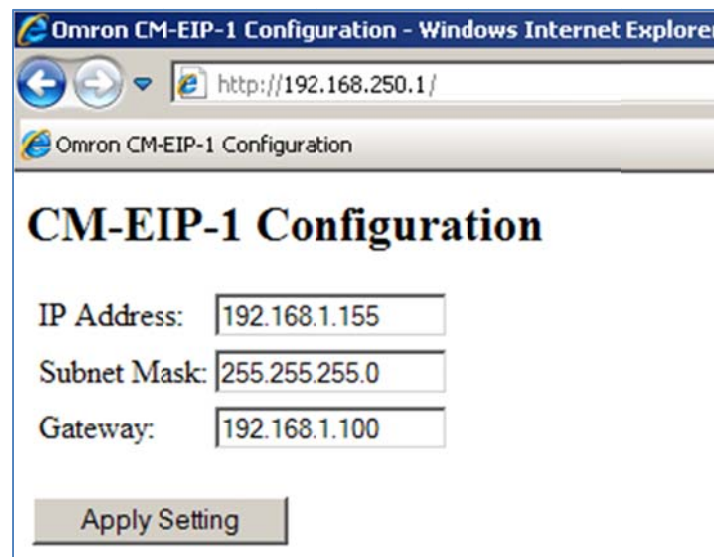 Omron CM-EIP-1 Configuration - Windows Internet Explorer
http://192.168.250.1/
Omron CM-EIP-1 Configuration
CM-EIP-1 Configuration
IP Address: 192.168.1.155
Subnet Mask: 255.255.255.0
Gateway: 192.168.1.100
Apply Setting